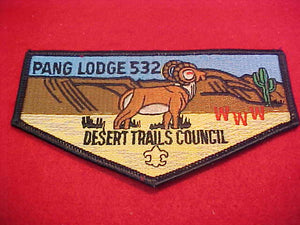 PANG LODGE 532
WWW
DESERT TRAILS COUNCIL